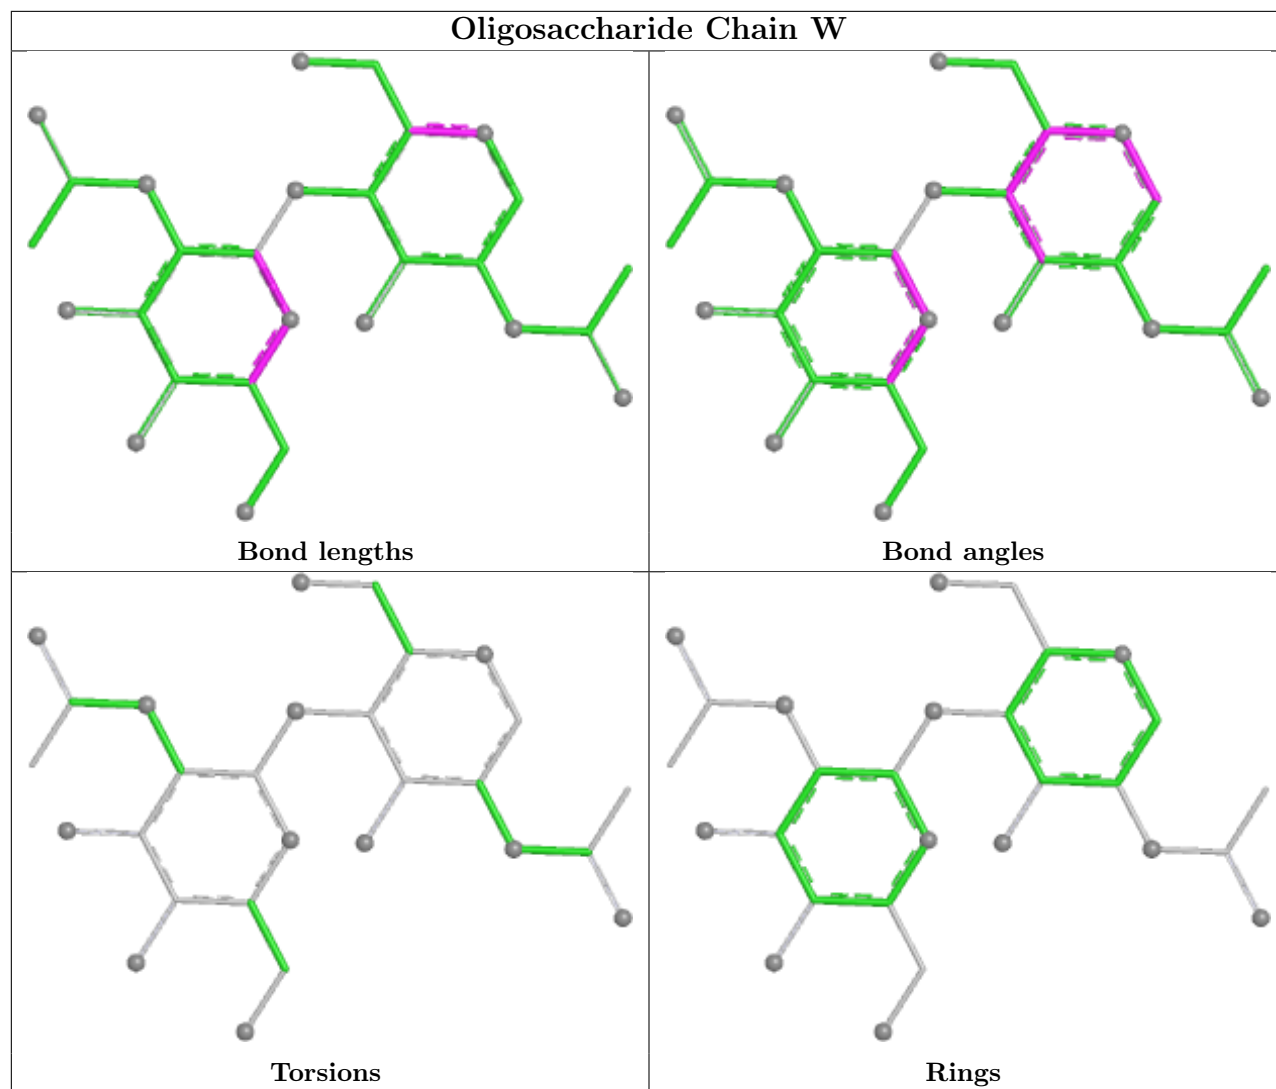 Oligosaccharide Chain W
Bond lengths
Bond angles
Torsions
Rings